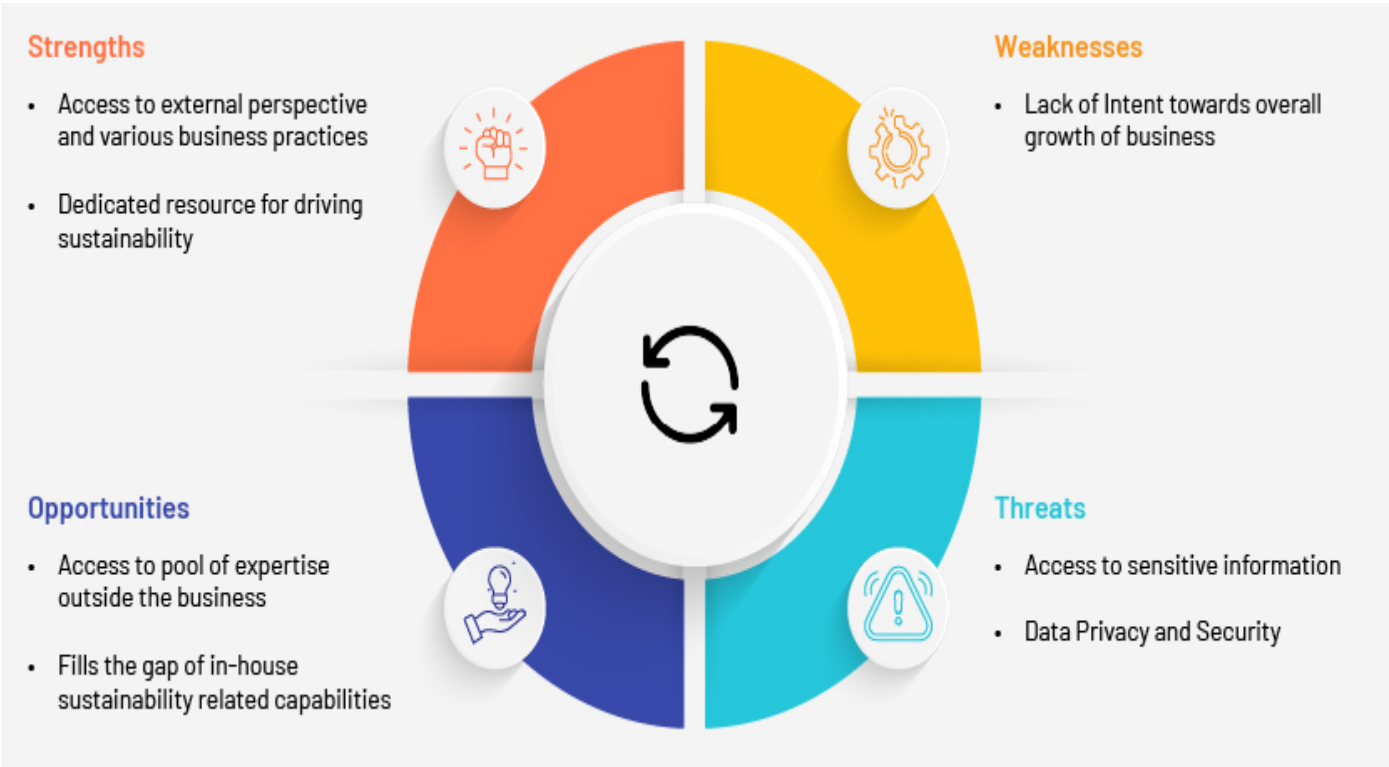 Strengths
• Access to external perspective
and various business practices
• Dedicated resource for driving
sustainability
Weaknesses
• Lack of Intent towards overall
growth of business
Opportunities
• Access to pool of expertise
outside the business
• Fills the gap of in-house
sustainability related capabilities
Threats
• Access to sensitive information
• Data Privacy and Security